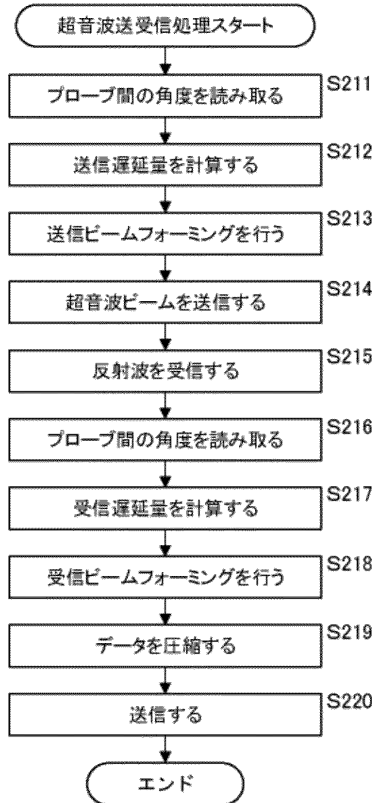 超音波送受信処理スタート
プローブ間の角度を読み取る
S211
送信遅延量を計算する
S212
送信ビームフォーミングを行う
S213
超音波ビームを送信する
S214
反射波を受信する
S215
プローブ間の角度を読み取る
S216
受信遅延量を計算する
S217
受信ビームフォーミングを行う
S218
データを圧縮する
S219
送信する
S220
エンド